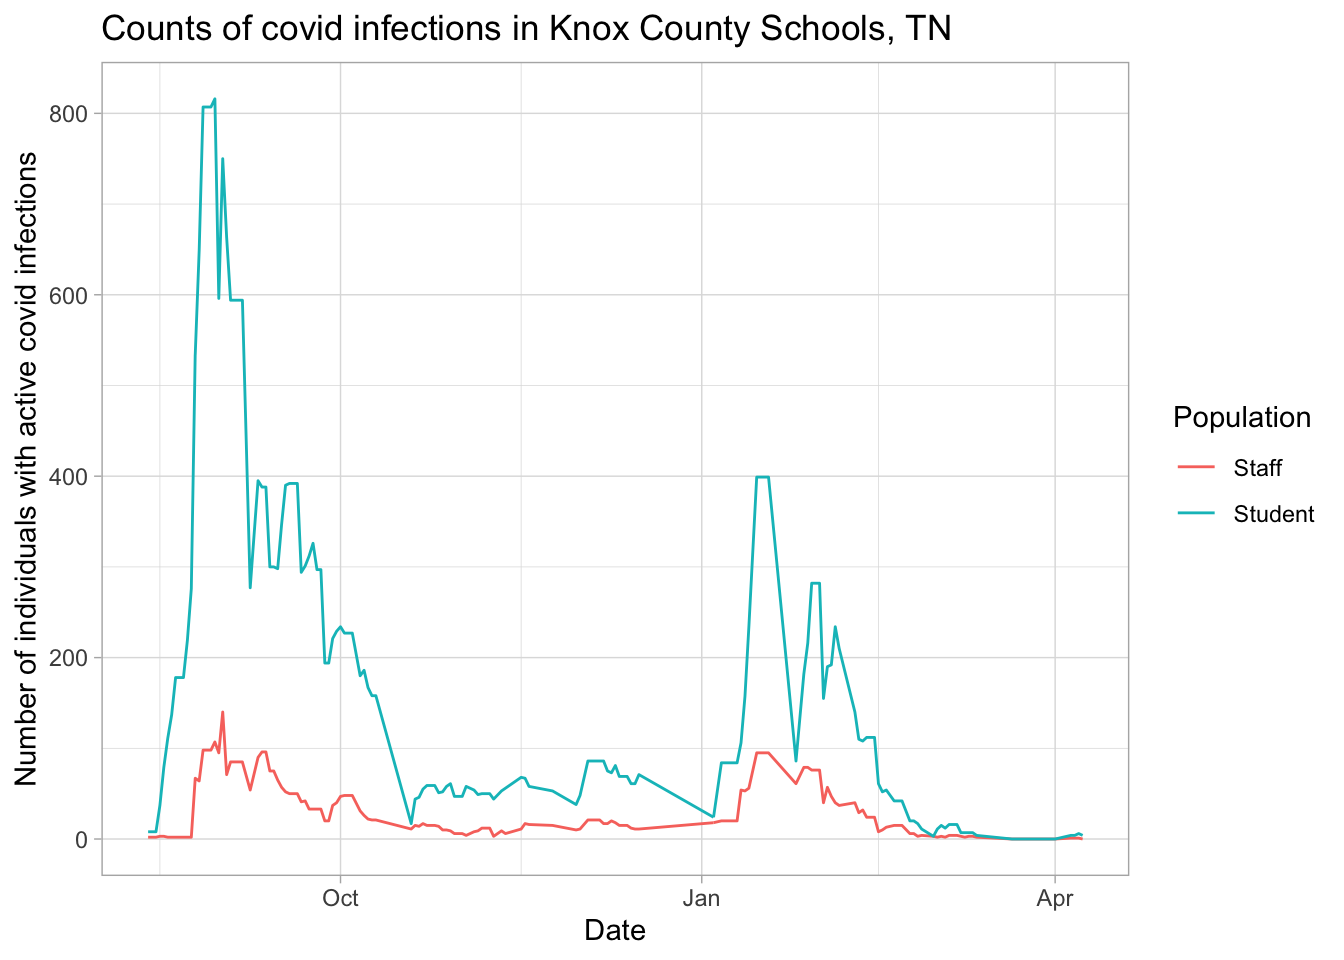 Counts of covid infections in Knox County Schools, TN
Number of individuals with active covid infections
800
600
400
200
0
Oct
Jan
Apr
Date
Population
Staff
Student